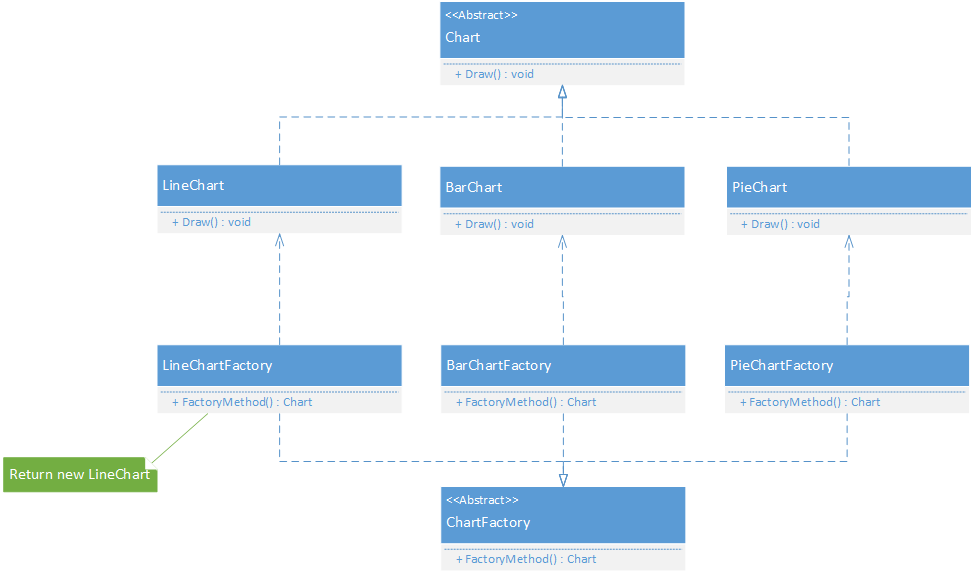 <<Abstract>>
Chart
+ Draw() : void
LineChart
+ Draw() : void
BarChart
+ Draw() : void
PieChart
+ Draw() : void
LineChartFactory
+ FactoryMethod() : Chart
BarChartFactory
+ FactoryMethod() : Chart
PieChartFactory
+ FactoryMethod() : Chart
Return new LineChart
<<Abstract>>
ChartFactory
+ FactoryMethod() : Chart